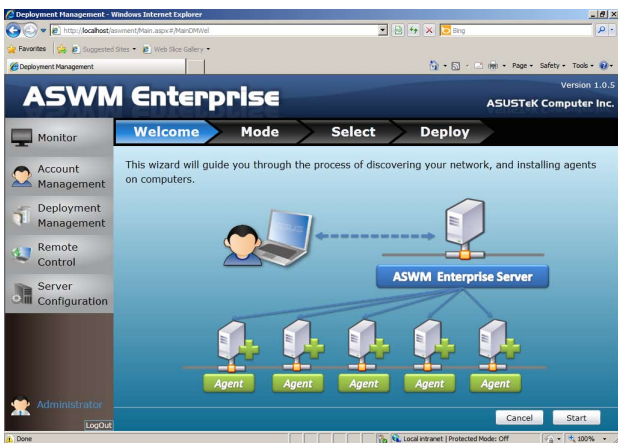 Deployment Management - Windows Internet Explorer
http://localhost/aswment/Main.aspx#/MainDMWel
Bing
Favorites
Suggested Sites
Web Slice Gallery
Deployment Management
Page
Safety
Tools
Version 1.0.5
ASWM Enterprise
ASUSTeK Computer Inc.
Monitor
Welcome
Mode
Select
Deploy
Account
Management
Deployment
Management
Remote
Control
Server
Configuration
This wizard will guide you through the process of discovering your network, and installing agents
on computers.
ASWM Enterprise Server
Agent
Agent
Agent
Agent
Agent
Administrator
LogOut
Cancel
Start
Done
Local intranet | Protected Mode: Off
100%